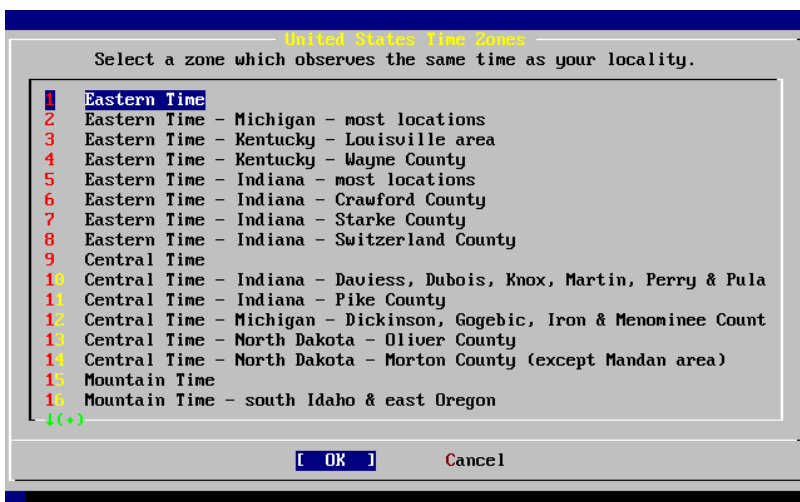 United States Time Zones
Select a zone which observes the same time as your locality.
1 Eastern Time
2 Eastern Time - Michigan - most locations
3 Eastern Time - Kentucky - Louisville area
4 Eastern Time - Kentucky - Wayne County
5 Eastern Time - Indiana - most locations
6 Eastern Time - Indiana - Crawford County
7 Eastern Time - Indiana - Starke County
8 Eastern Time - Indiana - Switzerland County
9 Central Time
10 Central Time - Indiana - Daviess, Dubois, Knox, Martin, Perry & Pula
11 Central Time - Indiana - Pike County
12 Central Time - Michigan - Dickinson, Gogebic, Iron & Menominee Count
13 Central Time - North Dakota - Oliver County
14 Central Time - North Dakota - Morton County (except Mandan area)
15 Mountain Time
16 Mountain Time - south Idaho & east Oregon
↓(+)
[ OK ] Cancel